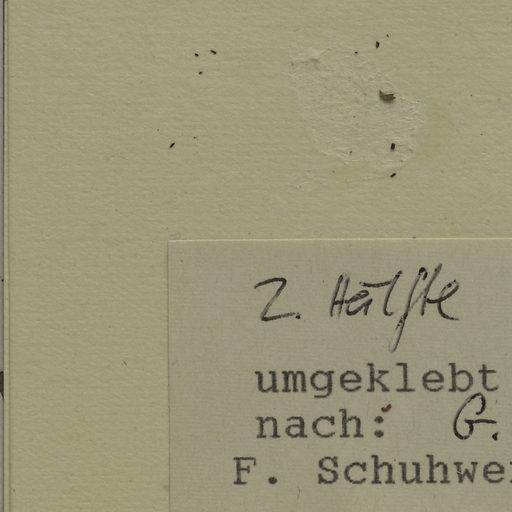 2. Hälfte
umgeklebt
nach: G.
F. Schuhwer